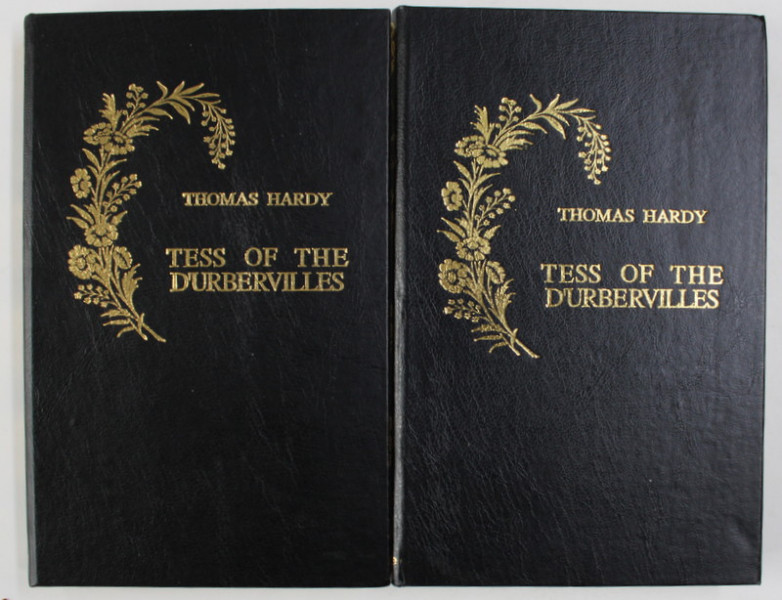 THOMAS HARDY
TESS OF THE
D'URBERVILLES
THOMAS HARDY
TESS OF THE
D'URBERVILLES